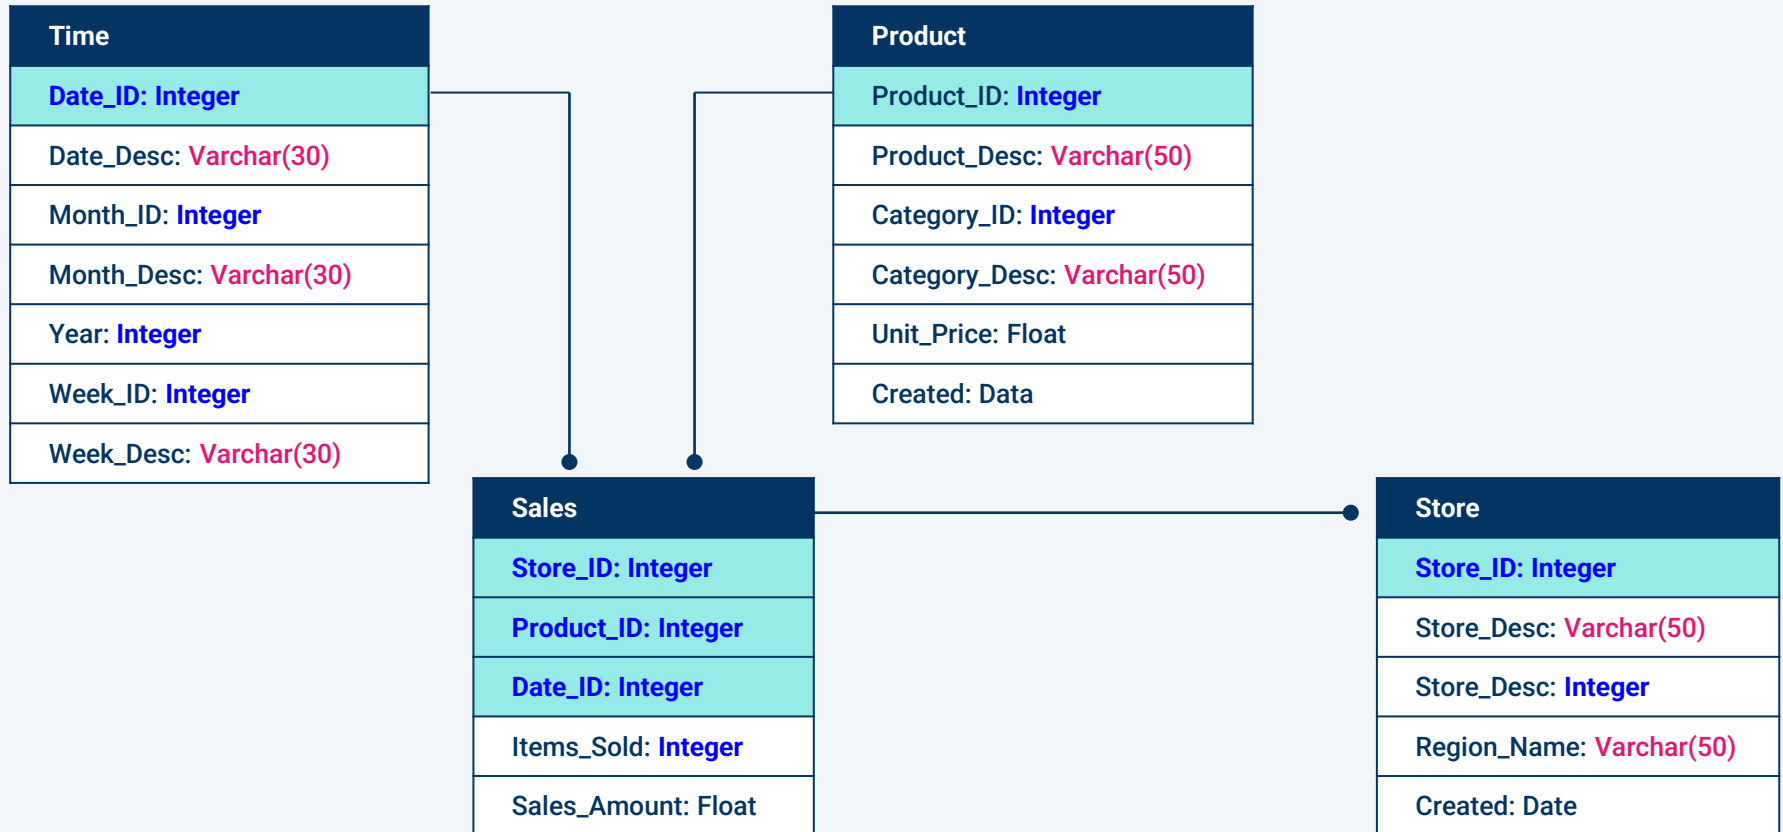 Time
Date_ID: Integer
Date_Desc: Varchar(30)
Month_ID: Integer
Month_Desc: Varchar(30)
Year: Integer
Week_ID: Integer
Week_Desc: Varchar(30)
Product
Product_ID: Integer
Product_Desc: Varchar(50)
Category_ID: Integer
Category_Desc: Varchar(50)
Unit_Price: Float
Created: Data
Sales
Store_ID: Integer
Product_ID: Integer
Date_ID: Integer
Items_Sold: Integer
Sales_Amount: Float
Store
Store_ID: Integer
Store_Desc: Varchar(50)
Store_Desc: Integer
Region_Name: Varchar(50)
Created: Date